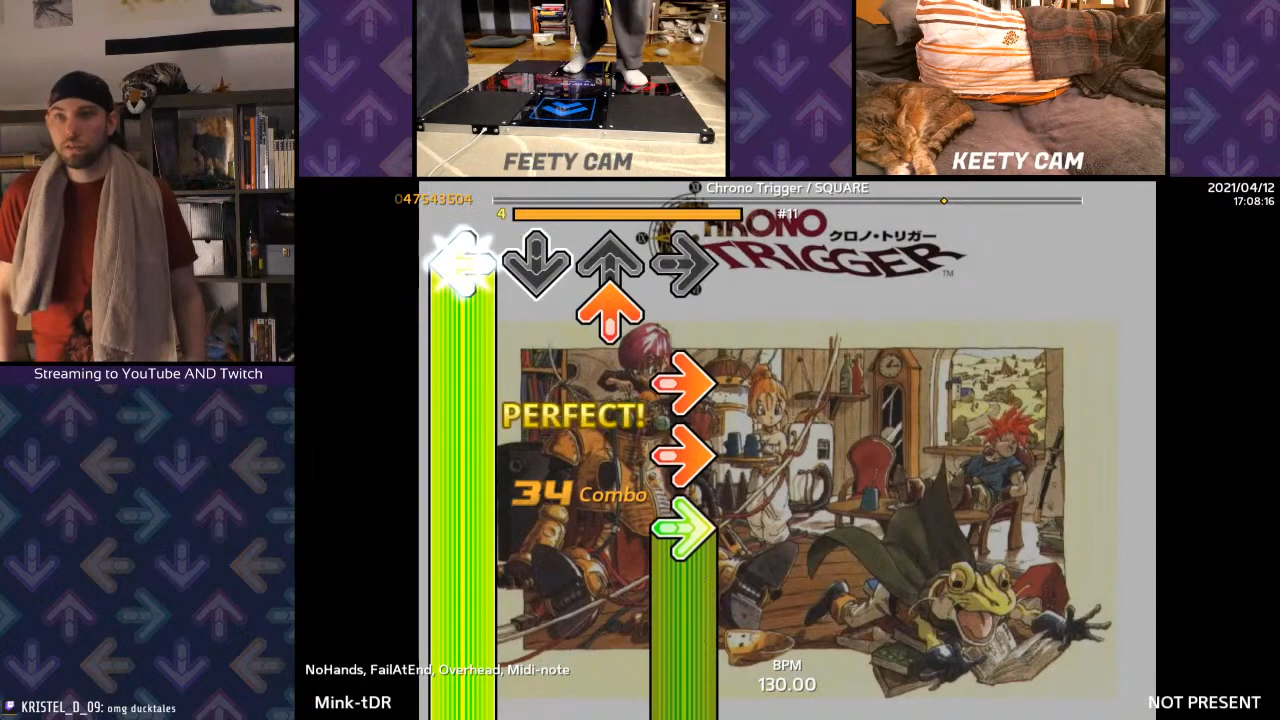 FEETY CAM
KEETY CAM
Chrono Trigger / SQUARE
2021/04/12
17:08:16
047543504
4
#11
CHRONO
クロノ・トリガー
TRIGGER
TM
Streaming to YouTube AND Twitch
PERFECT!
34 Combo
NoHands, FailAtEnd, Overhead, Midi-note
BPM
130.00
Mink-tDR
NOT PRESENT
KRISTEL_D_09: omg ducktales